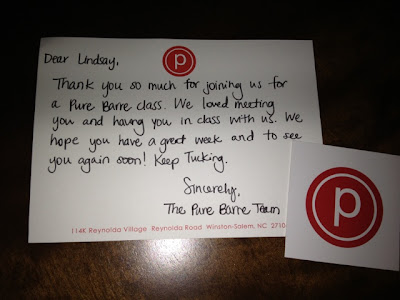 Dear Lindsay,
p
Thank you so much for joining us for
a Pure Barre class. We loved meeting
you and having you in class with us. We
hope you have a great week and to see
you again soon! Keep Tucking.
Sincerely,
The Pure Barre Team
114K Reynolda Village Reynolda Road Winston-Salem, NC 2710
p